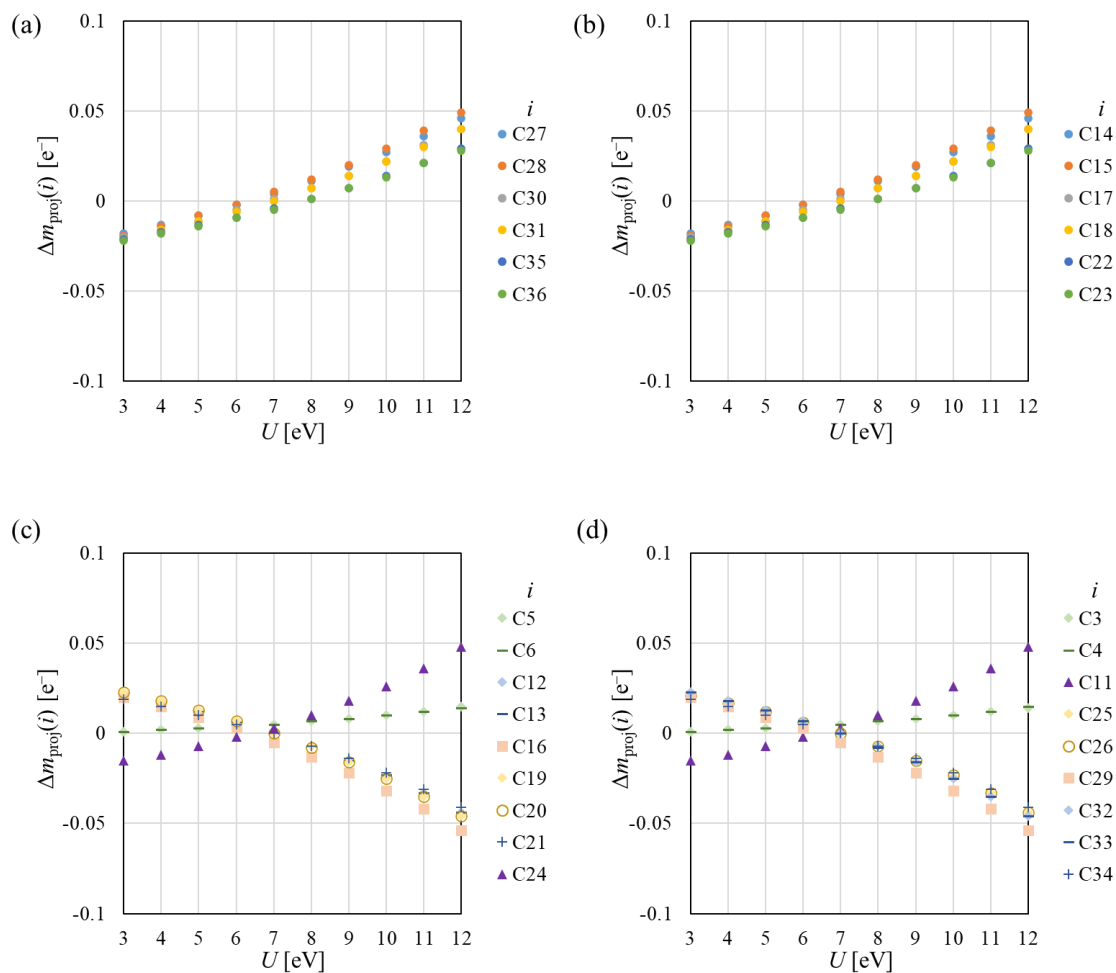 (a)
0.1
0.05
0
-0.05
-0.1
Δm_proj(i) [e⁻]
3 4 5 6 7 8 9 10 11 12
U [eV]
i
C27
C28
C30
C31
C35
C36
(b)
0.1
0.05
0
-0.05
-0.1
Δm_proj(i) [e⁻]
3 4 5 6 7 8 9 10 11 12
U [eV]
i
C14
C15
C17
C18
C22
C23
(c)
0.1
0.05
0
-0.05
-0.1
Δm_proj(i) [e⁻]
3 4 5 6 7 8 9 10 11 12
U [eV]
i
C5
C6
C12
C13
C16
C19
C20
C21
C24
(d)
0.1
0.05
0
-0.05
-0.1
Δm_proj(i) [e⁻]
3 4 5 6 7 8 9 10 11 12
U [eV]
i
C3
C4
C11
C25
C26
C29
C32
C33
C34